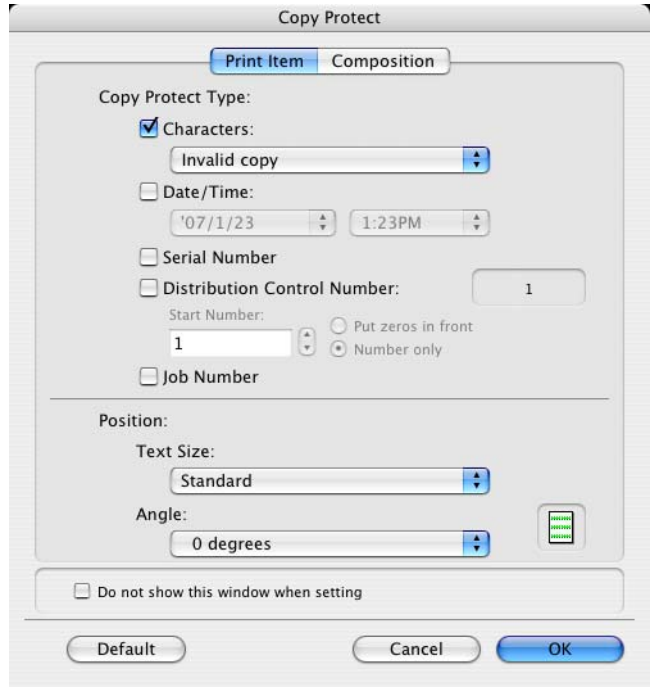 Copy Protect
Print Item Composition
Copy Protect Type:
Characters:
Invalid copy
Date/Time:
'07/1/23 1:23PM
Serial Number
Distribution Control Number: 1
Start Number:
Put zeros in front
1
Number only
Job Number
Position:
Text Size:
Standard
Angle:
0 degrees
Do not show this window when setting
Default Cancel OK